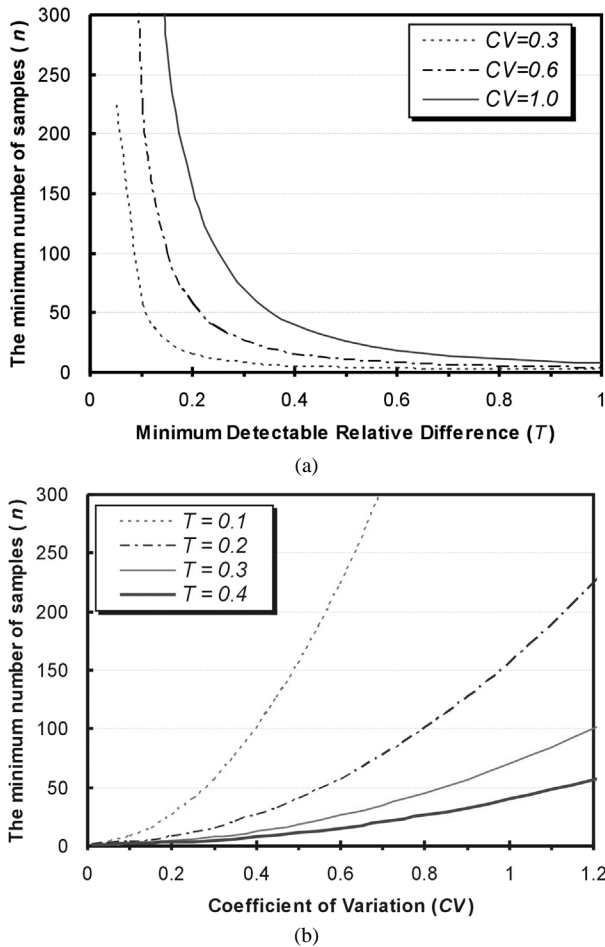 300
250
200
150
100
50
0
CV=0.3
CV=0.6
CV=1.0
The minimum number of samples ( n)
0 0.2 0.4 0.6 0.8 1
Minimum Detectable Relative Difference (T)
(a)
300
250
200
150
100
50
0
T = 0.1
T = 0.2
T = 0.3
T = 0.4
The minimum number of samples ( n)
0 0.2 0.4 0.6 0.8 1 1.2
Coefficient of Variation (CV)
(b)